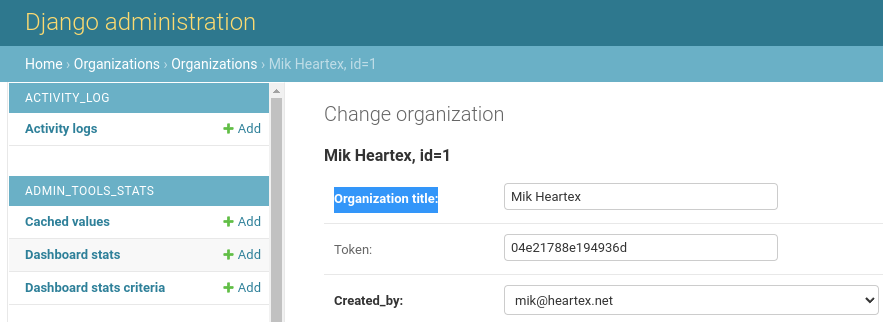 Django administration
Home › Organizations › Organizations › Mik Heartex, id=1
ACTIVITY_LOG
Activity logs + Add
ADMIN_TOOLS_STATS
Cached values + Add
Dashboard stats + Add
Dashboard stats criteria + Add
Change organization
Mik Heartex, id=1
Organization title: Mik Heartex
Token: 04e21788e194936d
Created_by: mik@heartex.net